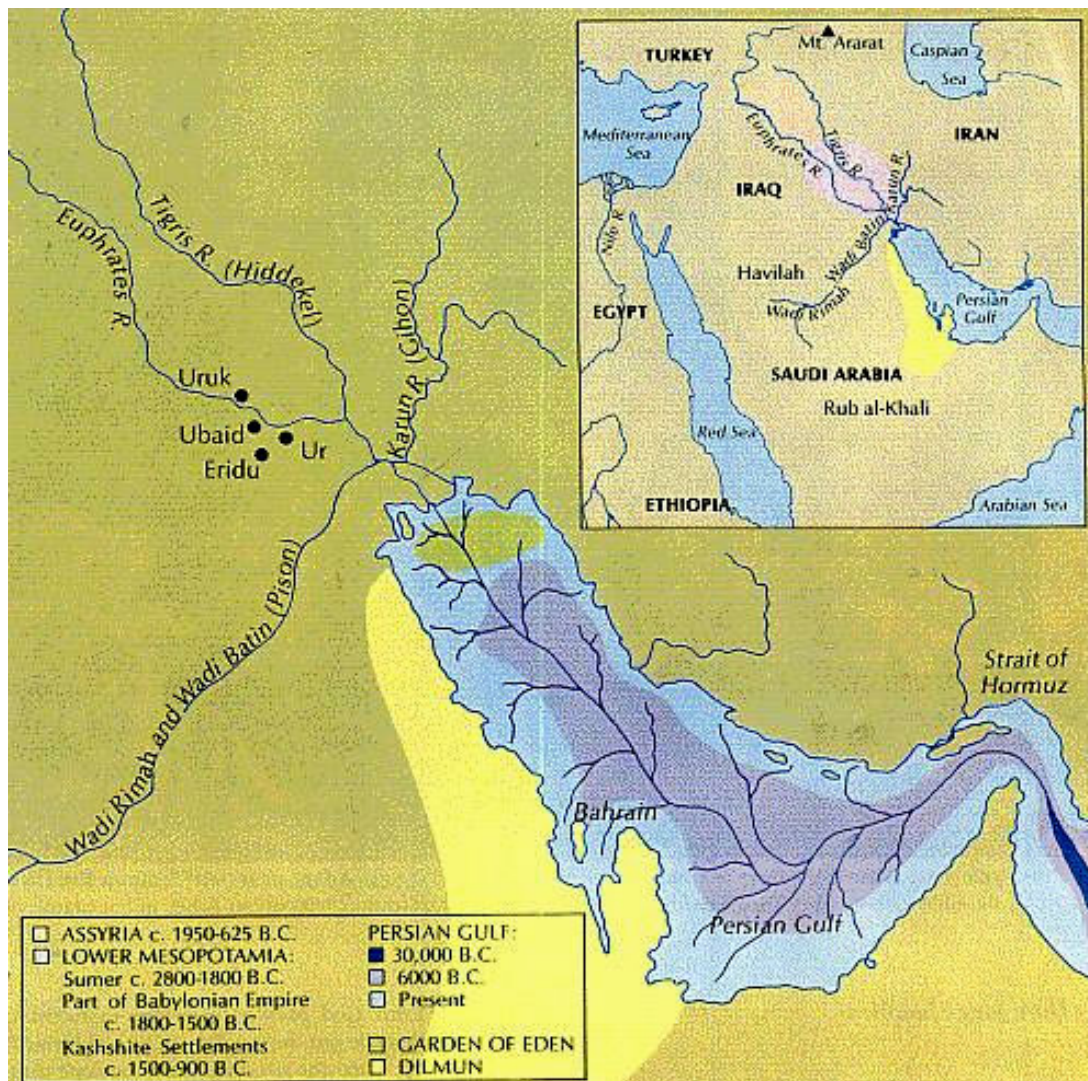 TURKEY
Mt Ararat
Caspian
Sea
Mediterranean
Sea
Euphrates R.
Tigris R.
IRAN
IRAQ
Karun R.
Nile R.
Wadi Batin
Havilah
Wadi Rimah
Persian
Gulf
EGYPT
SAUDI ARABIA
Rub al-Khali
Red Sea
ETHIOPIA
Arabian Sea
Tigris R. (Hiddekel)
Euphrates R.
Karun R. (Gihon)
Uruk
Ubaid
Ur
Eridu
Wadi Rimah and Wadi Batin (Pison)
Strait of
Hormuz
Bahrain
Persian Gulf
ASSYRIA c. 1950-625 B.C.
LOWER MESOPOTAMIA:
Sumer c. 2800-1800 B.C.
Part of Babylonian Empire
c. 1800-1500 B.C.
Kashshite Settlements
c. 1500-900 B.C.
PERSIAN GULF:
30,000 B.C.
6000 B.C.
Present
GARDEN OF EDEN
DILMUN